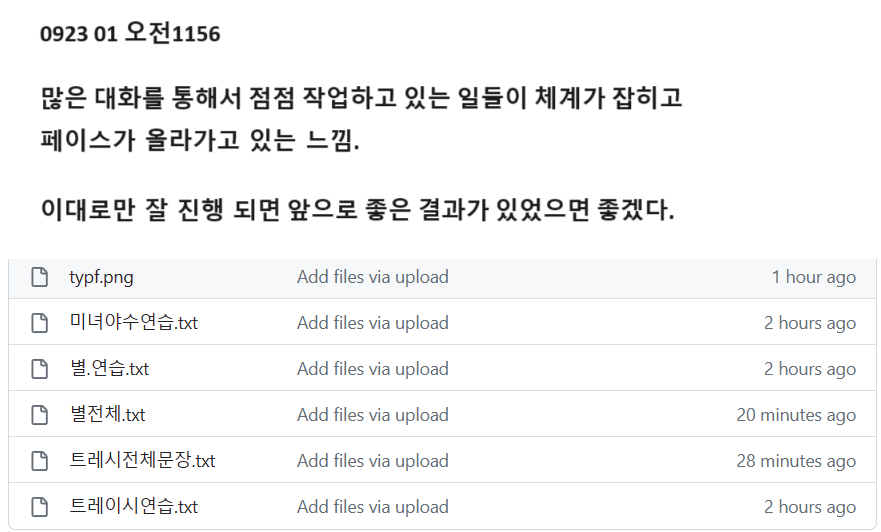 0923 01 오전1156
많은 대화를 통해서 점점 작업하고 있는 일들이 체계가 잡히고
페이스가 올라가고 있는 느낌.
이대로만 잘 진행 되면 앞으로 좋은 결과가 있었으면 좋겠다.
typf.png Add files via upload 1 hour ago
미녀야수연습.txt Add files via upload 2 hours ago
별.연습.txt Add files via upload 2 hours ago
별전체.txt Add files via upload 20 minutes ago
트레시전체문장.txt Add files via upload 28 minutes ago
트레이시연습.txt Add files via upload 2 hours ago